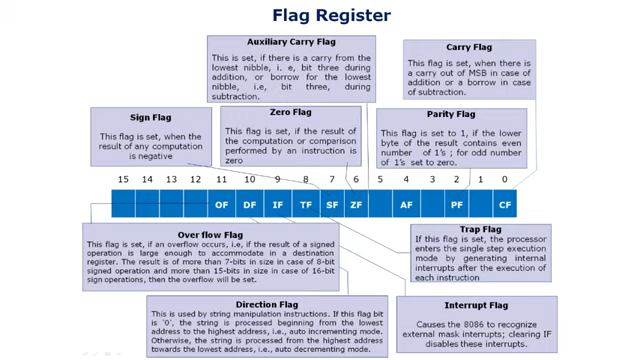 Flag Register
Auxiliary Carry Flag
This is set, if there is a carry from the
lowest nibble, i. e, bit three during
addition, or borrow for the lowest
nibble, i.e, bit three, during
subtraction.
Carry Flag
This flag is set, when there is
a carry out of MSB in case of
addition or a borrow in case
of subtraction.
Sign Flag
This flag is set, when the
result of any computation
is negative
Zero Flag
This flag is set, if the result of
the computation or comparison
performed by an instruction is
zero
Parity Flag
This flag is set to 1, if the lower
byte of the result contains even
number of 1's ; for odd number
of 1's set to zero.
15 14 13 12 11 10 9 8 7 6 5 4 3 2 1 0
OF DF IF TF SF ZF AF PF CF
Over flow Flag
This flag is set, if an overflow occurs, i.e, if the result of a signed
operation is large enough to accommodate in a destination
register. The result is of more than 7-bits in size in case of 8-bit
signed operation and more than 15-bits in size in case of 16-bit
sign operations, then the overflow will be set.
Trap Flag
If this flag is set, the processor
enters the single step execution
mode by generating internal
interrupts after the execution of
each instruction
Direction Flag
This is used by string manipulation instructions. If this flag bit
is '0', the string is processed beginning from the lowest
address to the highest address, i.e., auto incrementing mode.
Otherwise, the string is processed from the highest address
towards the lowest address, i.e., auto decrementing mode.
Interrupt Flag
Causes the 8086 to recognize
external mask interrupts; clearing IF
disables these interrupts.